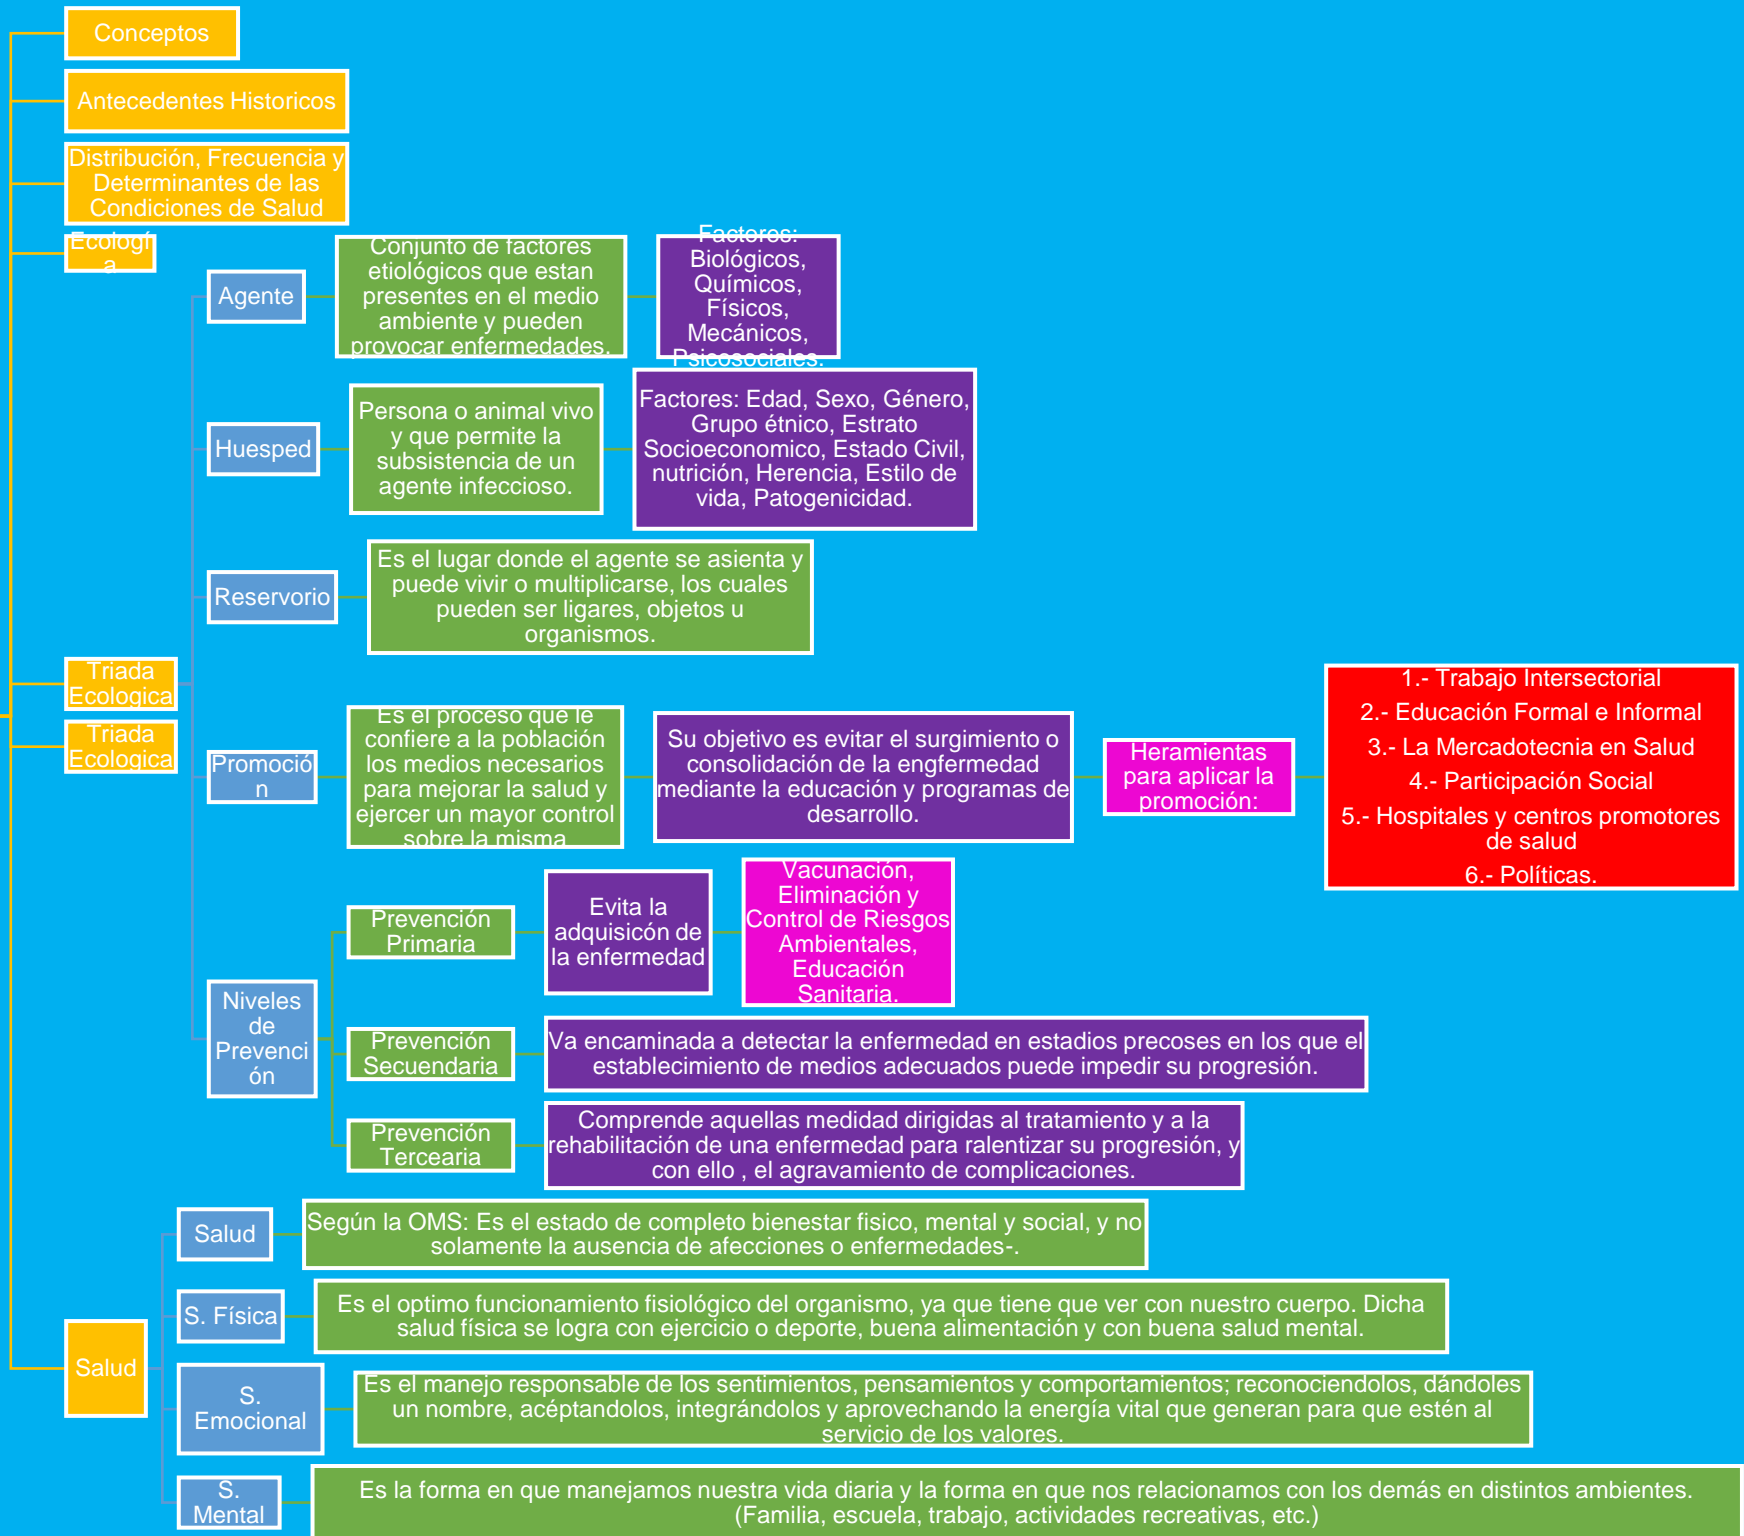 Conceptos
Antecedentes Historicos
Distribución, Frecuencia y
Determinantes de las
Condiciones de Salud
Ecologí
a
Triada
Ecologica
Agente
Conjunto de factores
etiológicos que estan
presentes en el medio
ambiente y pueden
provocar enfermedades.
Factores:
Biológicos,
Químicos,
Físicos,
Mecánicos,
Psicosociales.
Huesped
Persona o animal vivo
y que permite la
subsistencia de un
agente infeccioso.
Factores: Edad, Sexo, Género,
Grupo étnico, Estrato
Socioeconomico, Estado Civil,
nutrición, Herencia, Estilo de
vida, Patogenicidad.
Reservorio
Es el lugar donde el agente se asienta y
puede vivir o multiplicarse, los cuales
pueden ser ligares, objetos u
organismos.
Promoció
n
Es el proceso que le
confiere a la población
los medios necesarios
para mejorar la salud y
ejercer un mayor control
sobre la misma
Su objetivo es evitar el surgimiento o
consolidación de la engfermedad
mediante la educación y programas de
desarrollo.
Heramientas
para aplicar la
promoción:
1.- Trabajo Intersectorial
2.- Educación Formal e Informal
3.- La Mercadotecnia en Salud
4.- Participación Social
5.- Hospitales y centros promotores
de salud
6.- Políticas.
Niveles
de
Prevenci
ón
Prevención
Primaria
Evita la
adquisicón de
la enfermedad
Vacunación,
Eliminación y
Control de Riesgos
Ambientales,
Educación
Sanitaria.
Prevención
Secuendaria
Va encaminada a detectar la enfermedad en estadios precoses en los que el
establecimiento de medios adecuados puede impedir su progresión.
Prevención
Tercearia
Comprende aquellas medidad dirigidas al tratamiento y a la
rehabilitación de una enfermedad para ralentizar su progresión, y
con ello , el agravamiento de complicaciones.
Triada
Ecologica
Salud
Salud
Según la OMS: Es el estado de completo bienestar fisico, mental y social, y no
solamente la ausencia de afecciones o enfermedades-.
S. Física
Es el optimo funcionamiento fisiológico del organismo, ya que tiene que ver con nuestro cuerpo. Dicha
salud física se logra con ejercicio o deporte, buena alimentación y con buena salud mental.
S.
Emocional
Es el manejo responsable de los sentimientos, pensamientos y comportamientos; reconociendolos, dándoles
un nombre, acéptandolos, integrándolos y aprovechando la energía vital que generan para que estén al
servicio de los valores.
S.
Mental
Es la forma en que manejamos nuestra vida diaria y la forma en que nos relacionamos con los demás en distintos ambientes.
(Familia, escuela, trabajo, actividades recreativas, etc.)